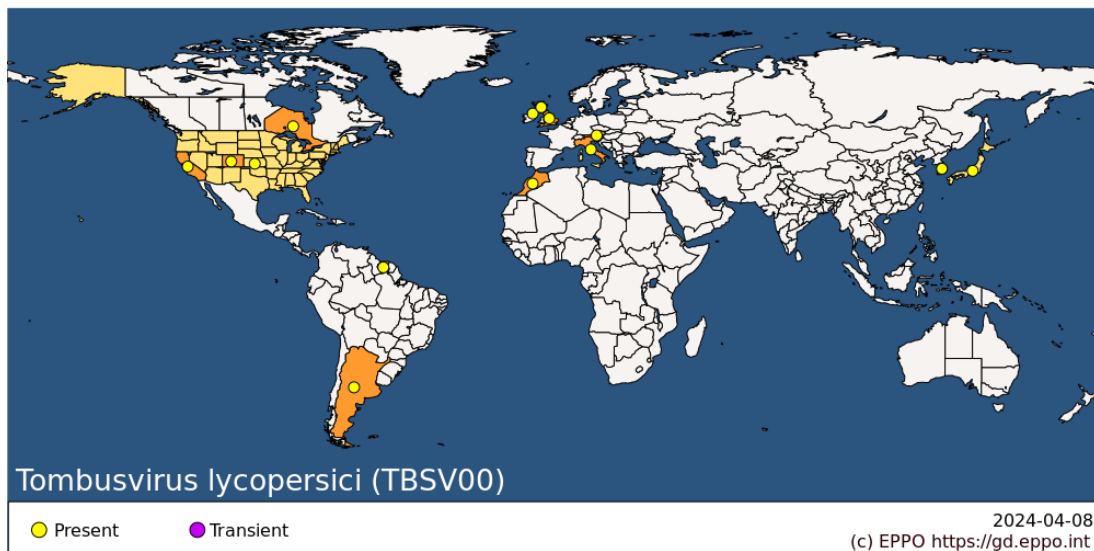 Tombusvirus lycopersici (TBSV00)
Present
Transient
2024-04-08
(c) EPPO https://gd.eppo.int